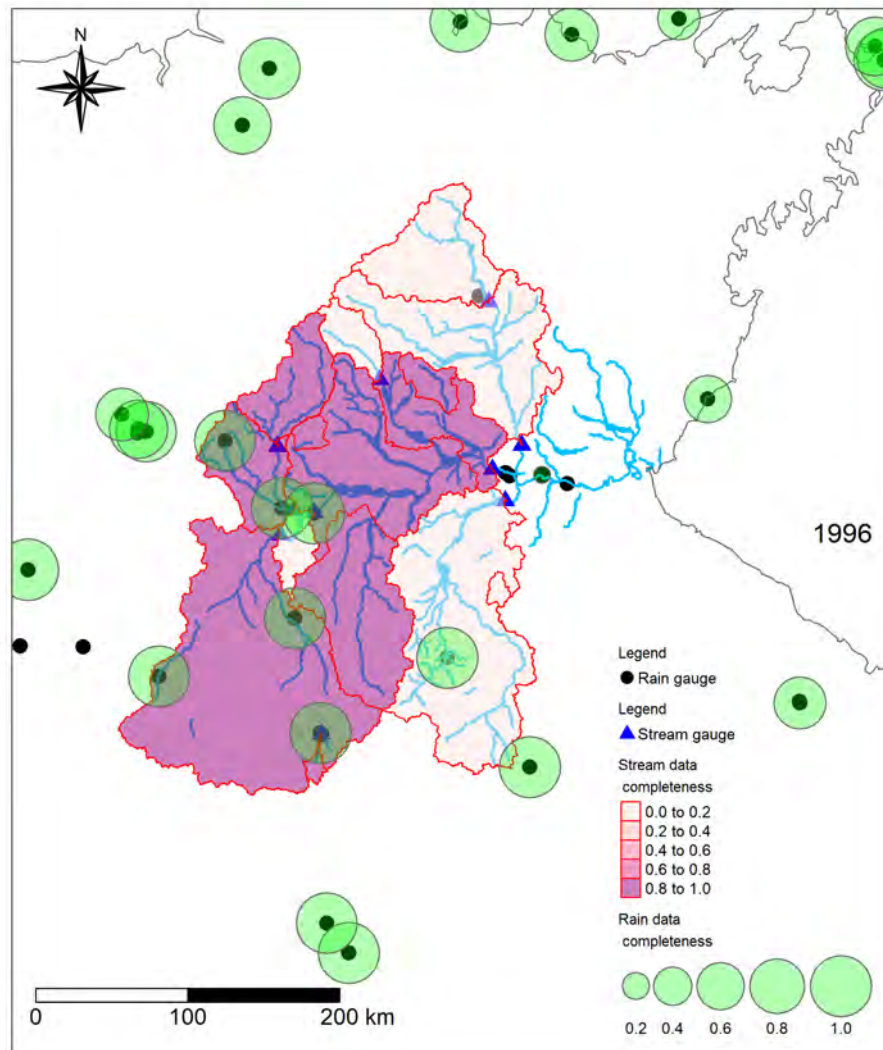 N
1996
Legend
Rain gauge
Legend
Stream gauge
Stream data
completeness
0.0 to 0.2
0.2 to 0.4
0.4 to 0.6
0.6 to 0.8
0.8 to 1.0
Rain data
completeness
0.2 0.4 0.6 0.8 1.0
0 100 200 km